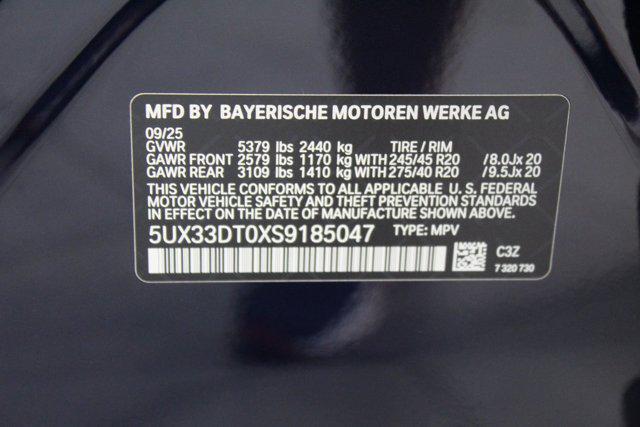 MFD BY BAYERISCHE MOTOREN WERKE AG
09/25
GVWR 5379 lbs 2440 kg TIRE / RIM
GAWR FRONT 2579 lbs 1170 kg WITH 245/45 R20 /8.0Jx 20
GAWR REAR 3109 lbs 1410 kg WITH 275/40 R20 /9.5Jx 20
THIS VEHICLE CONFORMS TO ALL APPLICABLE U. S. FEDERAL
MOTOR VEHICLE SAFETY AND THEFT PREVENTION STANDARDS
IN EFFECT ON THE DATE OF MANUFACTURE SHOWN ABOVE.
5UX33DT0XS9185047 TYPE: MPV
C3Z
7 320 730